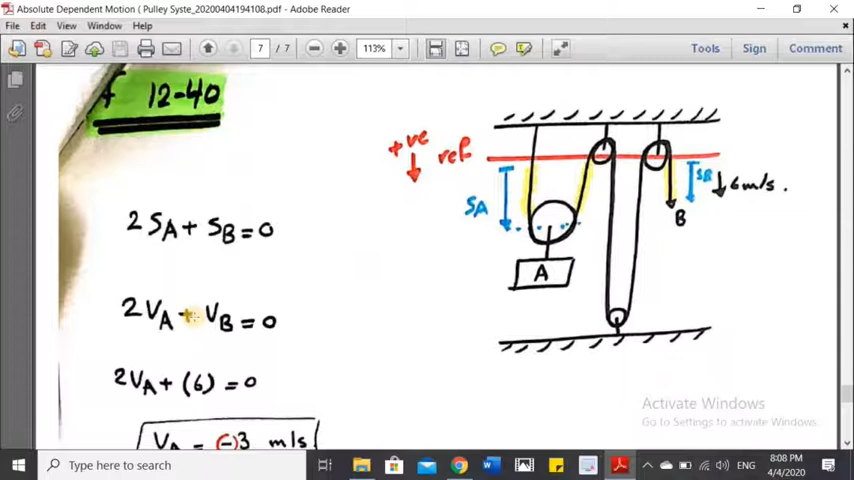 Absolute Dependent Motion ( Pulley Syste_20200404194108.pdf - Adobe Reader
File Edit View Window Help
7 / 7 113% Tools Sign Comment
12-40
+ve
ref
SA
SB
6m/s.
B
A
2SA + SB = 0
2VA + VB = 0
2VA + (6) = 0
VA = (-)3 m/s
Activate Windows
Go to Settings to activate Windows.
Type here to search
ENG
8:08 PM
4/4/2020